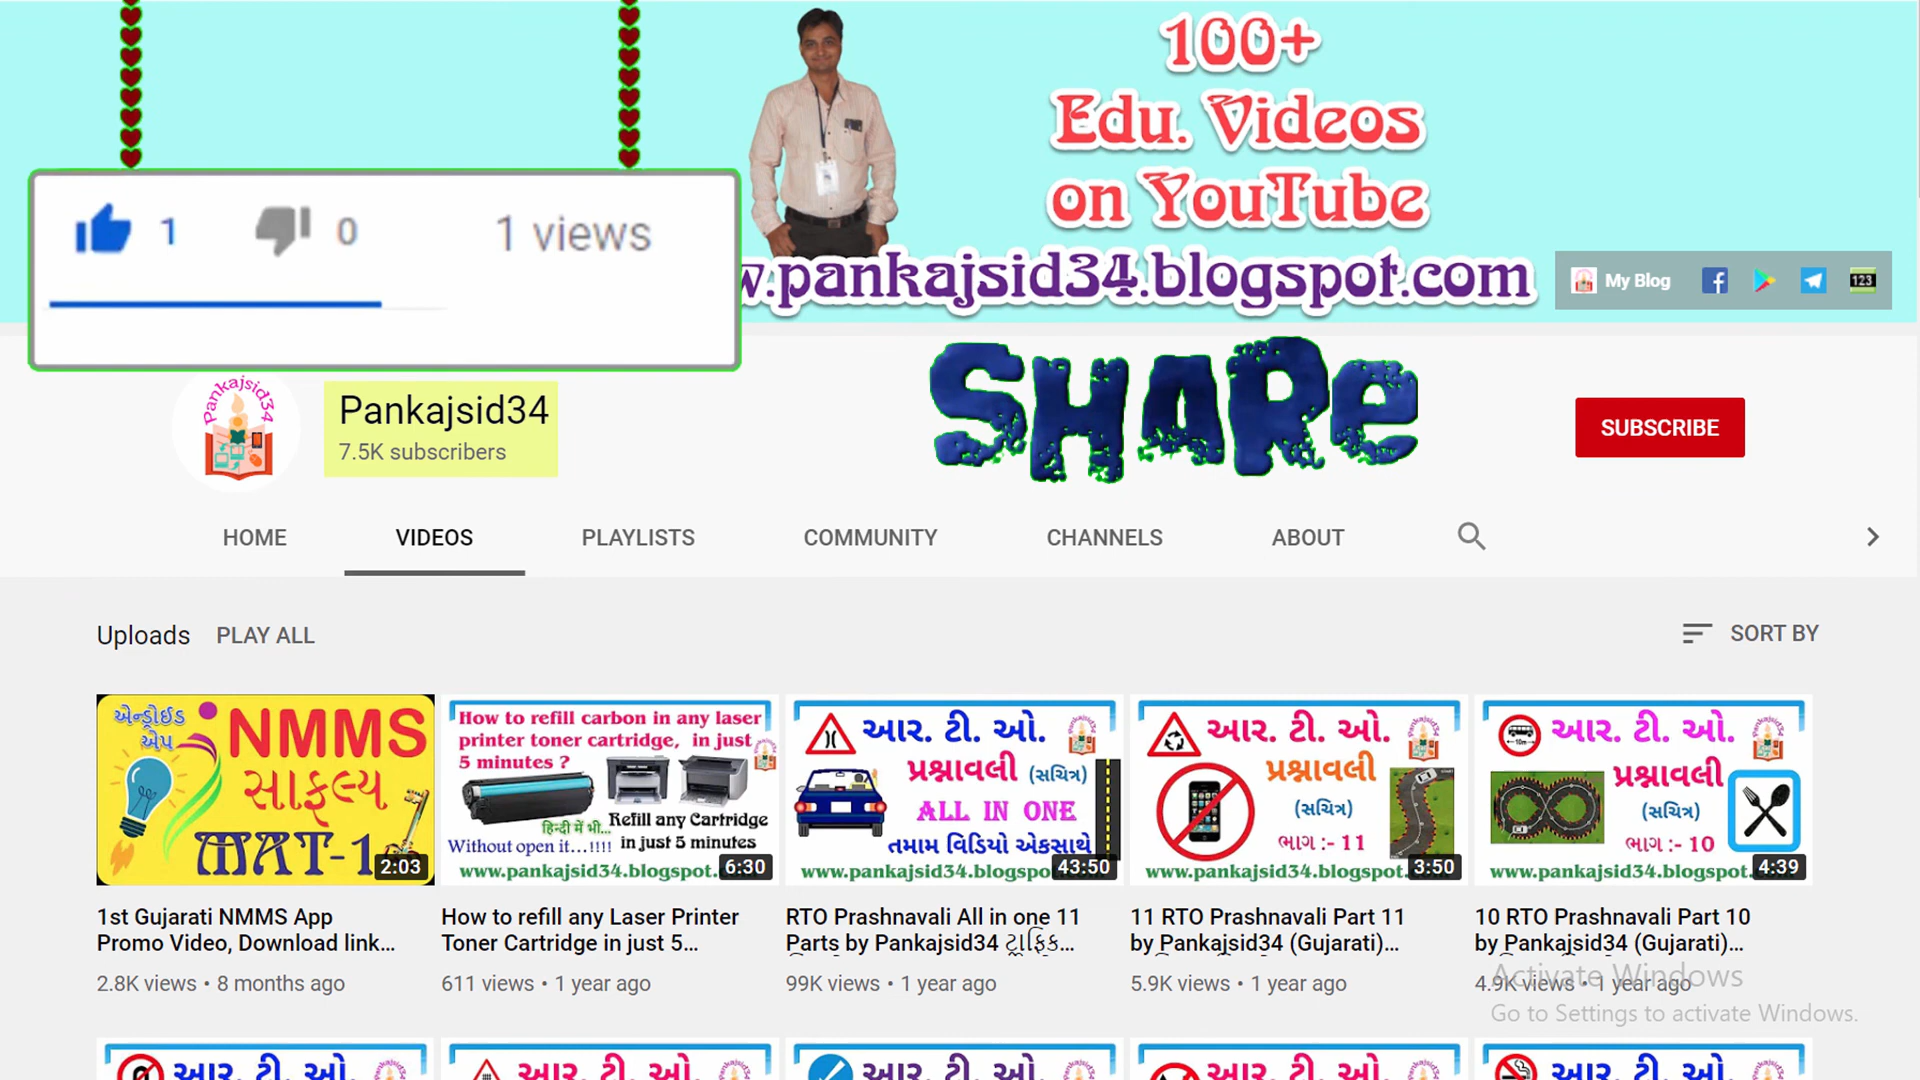 100+
Edu. Videos
on YouTube
w.pankajsid34.blogspot.com
My Blog
123
1 0 1 views
Pankajsid34
Pankajsid34
7.5K subscribers
SHARe
SUBSCRIBE
HOME VIDEOS PLAYLISTS COMMUNITY CHANNELS ABOUT
Uploads PLAY ALL
SORT BY
એન્ડ્રોઈડ
એપ
NMMS
સાફલ્ય
MAT-1
2:03
1st Gujarati NMMS App
Promo Video, Download link...
2.8K views • 8 months ago
How to refill carbon in any laser
printer toner cartridge, in just
5 minutes ?
हिन्दी में भी...
Refill any Cartridge
Without open it...!!!! in just 5 minutes
www.pankajsid34.blogspot.
6:30
How to refill any Laser Printer
Toner Cartridge in just 5...
611 views • 1 year ago
આર. ટી. ઓ.
પ્રશ્નાવલી (સચિત્ર)
ALL IN ONE
તમામ વિડિયો એકસાથે
www.pankajsid34.blogspo
43:50
RTO Prashnavali All in one 11
Parts by Pankajsid34 ટ્રાફિક...
99K views • 1 year ago
આર. ટી. ઓ.
પ્રશ્નાવલી
(સચિત્ર)
ભાગ :- 11
www.pankajsid34.blogspot.
3:50
11 RTO Prashnavali Part 11
by Pankajsid34 (Gujarati)...
5.9K views • 1 year ago
આર. ટી. ઓ.
10m
પ્રશ્નાવલી
(સચિત્ર)
ભાગ :- 10
www.pankajsid34.blogspot.
4:39
10 RTO Prashnavali Part 10
by Pankajsid34 (Gujarati)...
4.9K views • 1 year ago
Activate Windows
Go to Settings to activate Windows.
આર. ટી. ઓ.
આર. ટી. ઓ.
આર. ટી. ઓ.
આર. ટી. ઓ.
આર. ટી. ઓ.